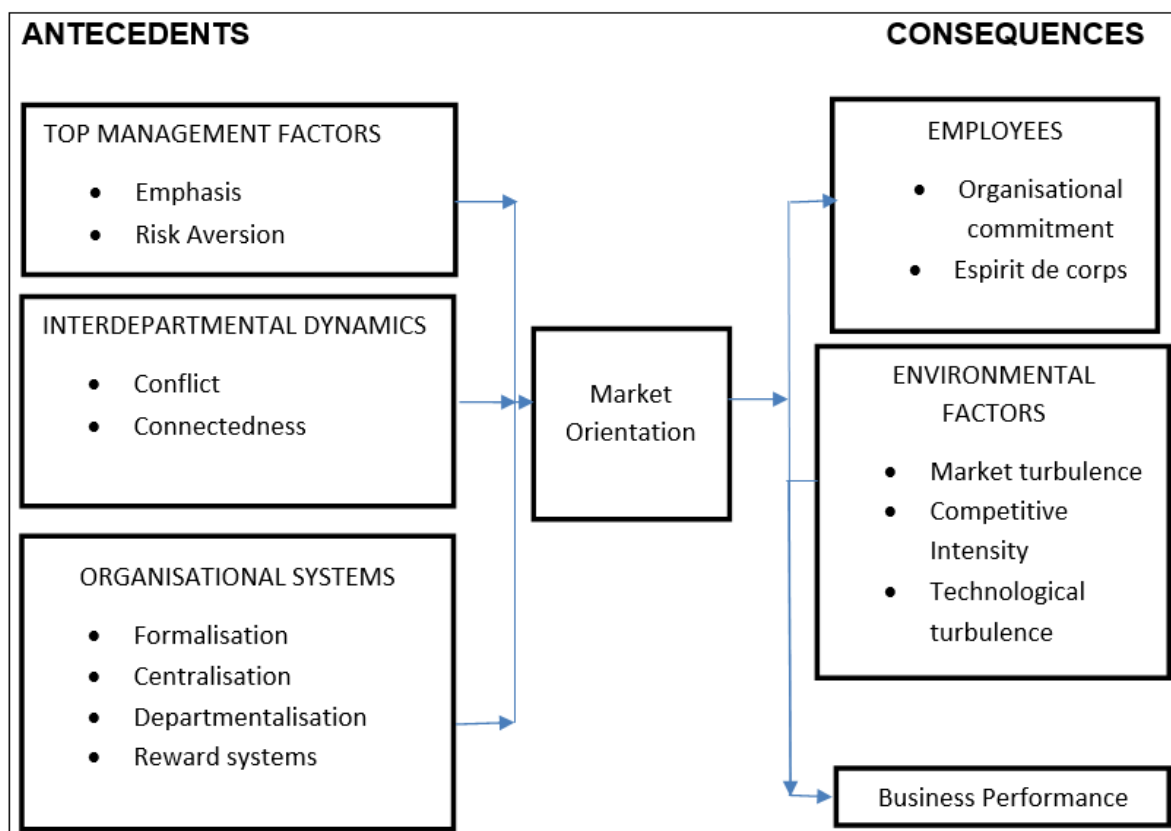 ANTECEDENTS
CONSEQUENCES
TOP MANAGEMENT FACTORS
• Emphasis
• Risk Aversion
INTERDEPARTMENTAL DYNAMICS
• Conflict
• Connectedness
ORGANISATIONAL SYSTEMS
• Formalisation
• Centralisation
• Departmentalisation
• Reward systems
Market
Orientation
EMPLOYEES
• Organisational
commitment
• Espirit de corps
ENVIRONMENTAL
FACTORS
• Market turbulence
• Competitive
Intensity
• Technological
turbulence
Business Performance